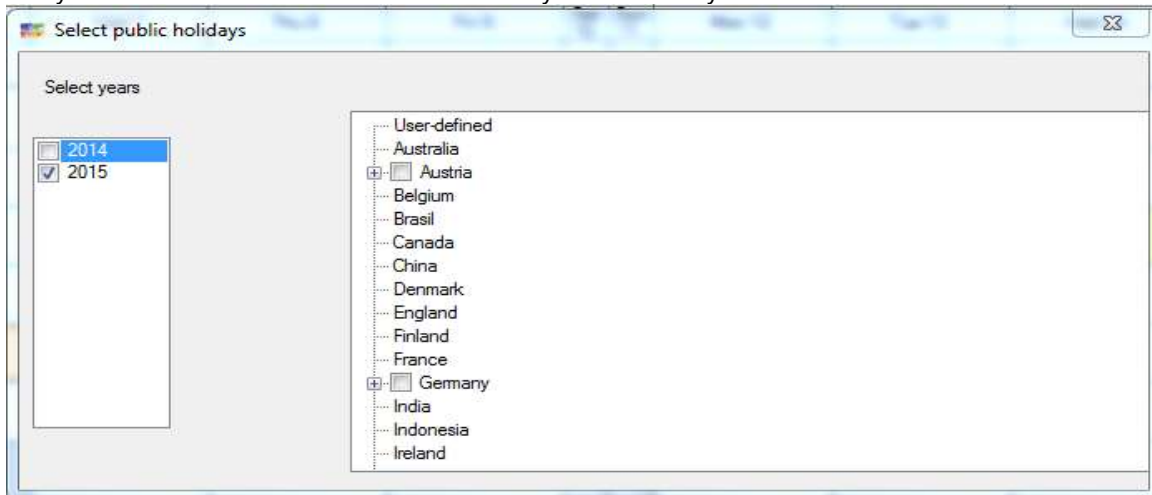 Select public holidays
Select years
2014
2015
User-defined
Australia
Austria
Belgium
Brasil
Canada
China
Denmark
England
Finland
France
Germany
India
Indonesia
Ireland